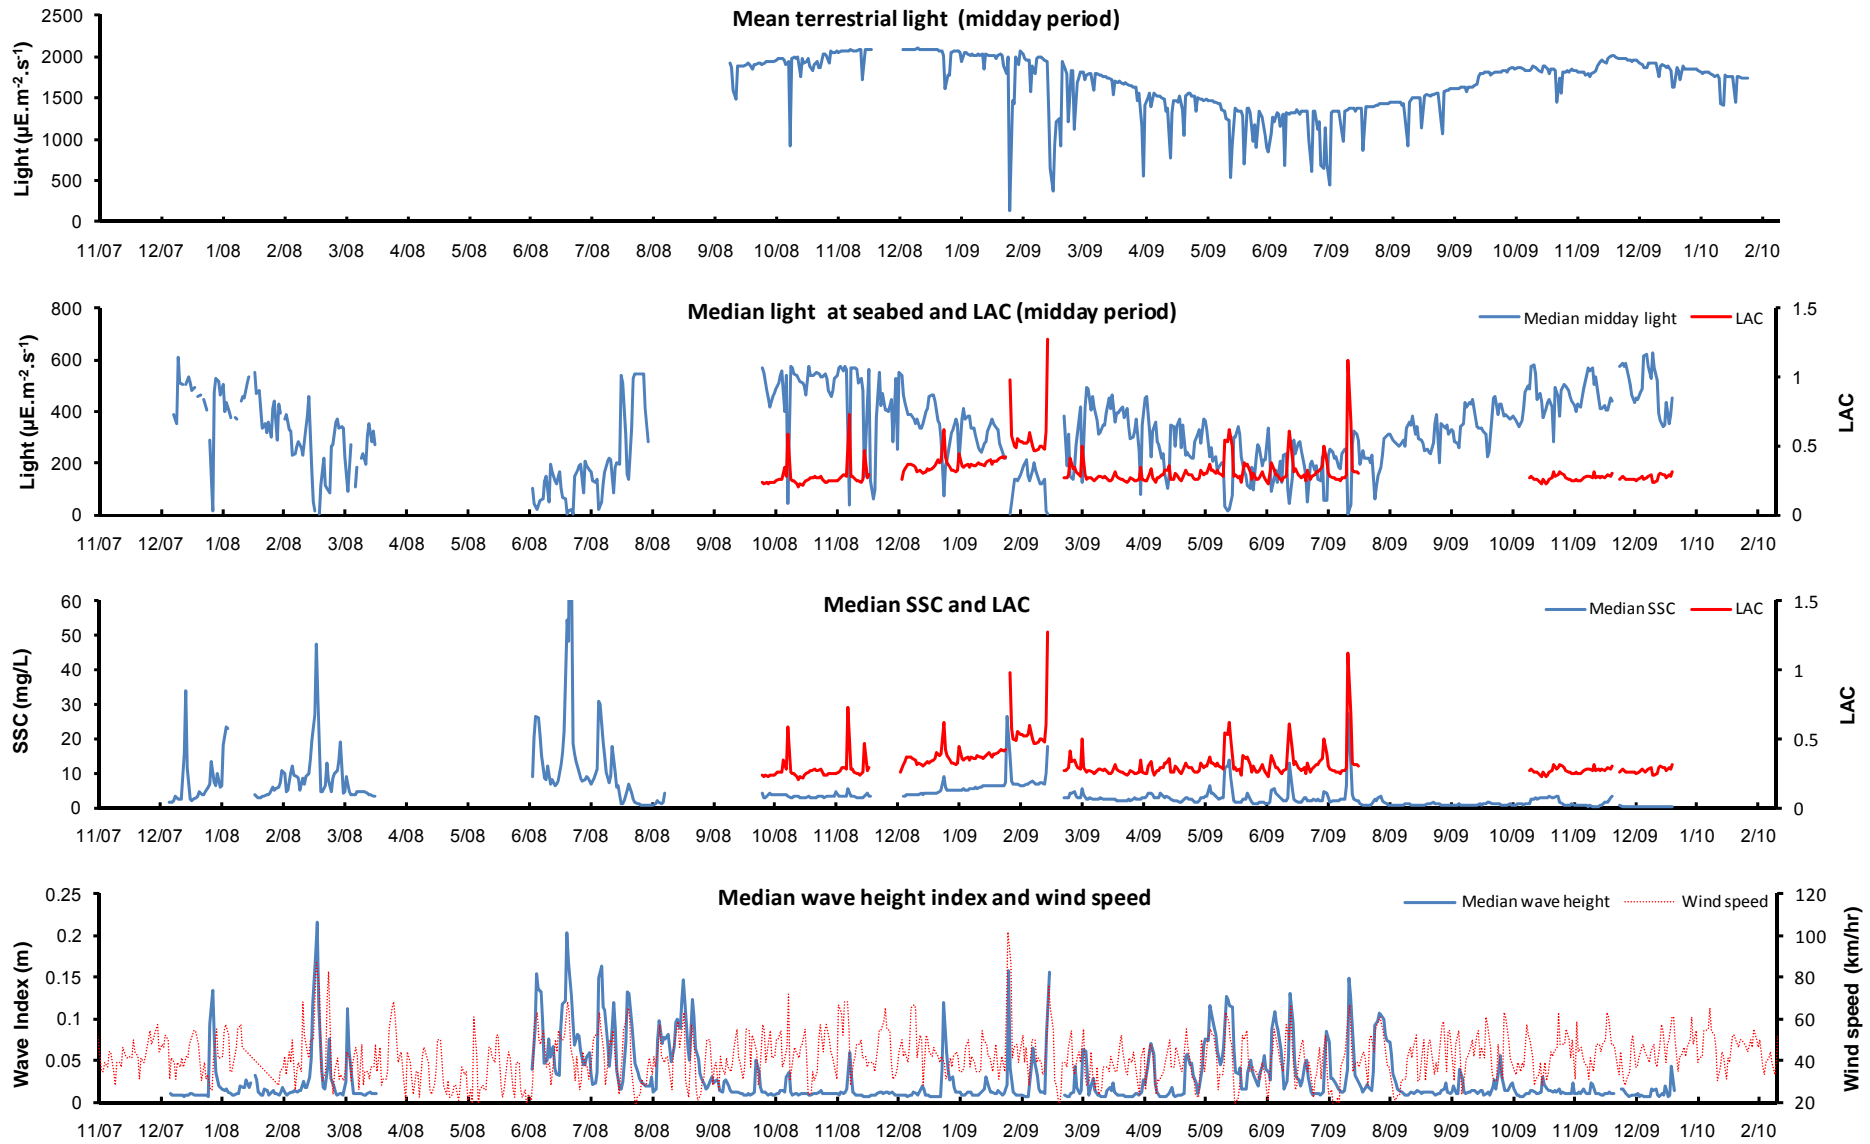 Mean terrestrial light (midday period)
Light (µE.m⁻².s⁻¹)
2500
2000
1500
1000
500
0
11/07 12/07 1/08 2/08 3/08 4/08 5/08 6/08 7/08 8/08 9/08 10/08 11/08 12/08 1/09 2/09 3/09 4/09 5/09 6/09 7/09 8/09 9/09 10/09 11/09 12/09 1/10 2/10
Median light at seabed and LAC (midday period)
Median midday light LAC
Light (µE.m⁻².s⁻¹)
800
600
400
200
0
1.5
1
0.5
0
LAC
11/07 12/07 1/08 2/08 3/08 4/08 5/08 6/08 7/08 8/08 9/08 10/08 11/08 12/08 1/09 2/09 3/09 4/09 5/09 6/09 7/09 8/09 9/09 10/09 11/09 12/09 1/10 2/10
Median SSC and LAC
Median SSC LAC
SSC (mg/L)
60
50
40
30
20
10
0
1.5
1
0.5
0
LAC
11/07 12/07 1/08 2/08 3/08 4/08 5/08 6/08 7/08 8/08 9/08 10/08 11/08 12/08 1/09 2/09 3/09 4/09 5/09 6/09 7/09 8/09 9/09 10/09 11/09 12/09 1/10 2/10
Median wave height index and wind speed
Median wave height Wind speed
Wave Index (m)
0.25
0.2
0.15
0.1
0.05
0
120
100
80
60
40
20
Wind speed (km/hr)
11/07 12/07 1/08 2/08 3/08 4/08 5/08 6/08 7/08 8/08 9/08 10/08 11/08 12/08 1/09 2/09 3/09 4/09 5/09 6/09 7/09 8/09 9/09 10/09 11/09 12/09 1/10 2/10